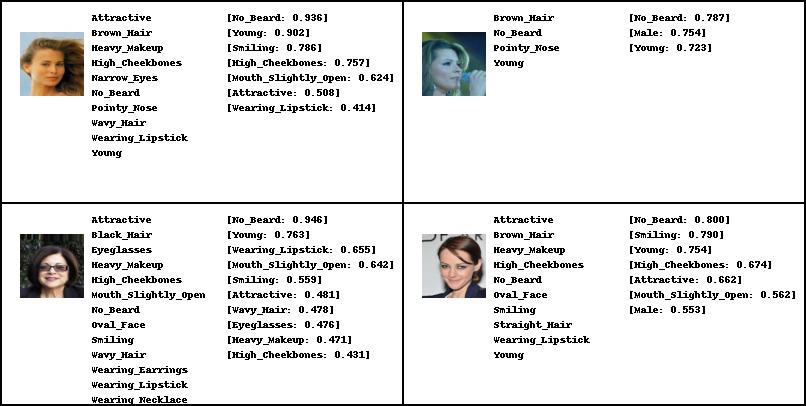 Attractive [No_Beard: 0.936]
Brown_Hair [Young: 0.902]
Heavy_Makeup [Smiling: 0.786]
High_Cheekbones [High_Cheekbones: 0.757]
Narrow_Eyes [Mouth_Slightly_Open: 0.624]
No_Beard [Attractive: 0.508]
Pointy_Nose [Wearing_Lipstick: 0.414]
Wavy_Hair
Wearing_Lipstick
Young
Brown_Hair [No_Beard: 0.787]
No_Beard [Male: 0.754]
Pointy_Nose [Young: 0.723]
Young
Attractive [No_Beard: 0.946]
Black_Hair [Young: 0.763]
Eyeglasses [Wearing_Lipstick: 0.655]
Heavy_Makeup [Mouth_Slightly_Open: 0.642]
High_Cheekbones [Smiling: 0.559]
Mouth_Slightly_Open [Attractive: 0.481]
No_Beard [Wavy_Hair: 0.478]
Oval_Face [Eyeglasses: 0.476]
Smiling [Heavy_Makeup: 0.471]
Wavy_Hair [High_Cheekbones: 0.431]
Wearing_Earrings
Wearing_Lipstick
Wearing_Necklace
Attractive [No_Beard: 0.800]
Brown_Hair [Smiling: 0.790]
Heavy_Makeup [Young: 0.754]
High_Cheekbones [High_Cheekbones: 0.674]
No_Beard [Attractive: 0.662]
Oval_Face [Mouth_Slightly_Open: 0.562]
Smiling [Male: 0.553]
Straight_Hair
Wearing_Lipstick
Young